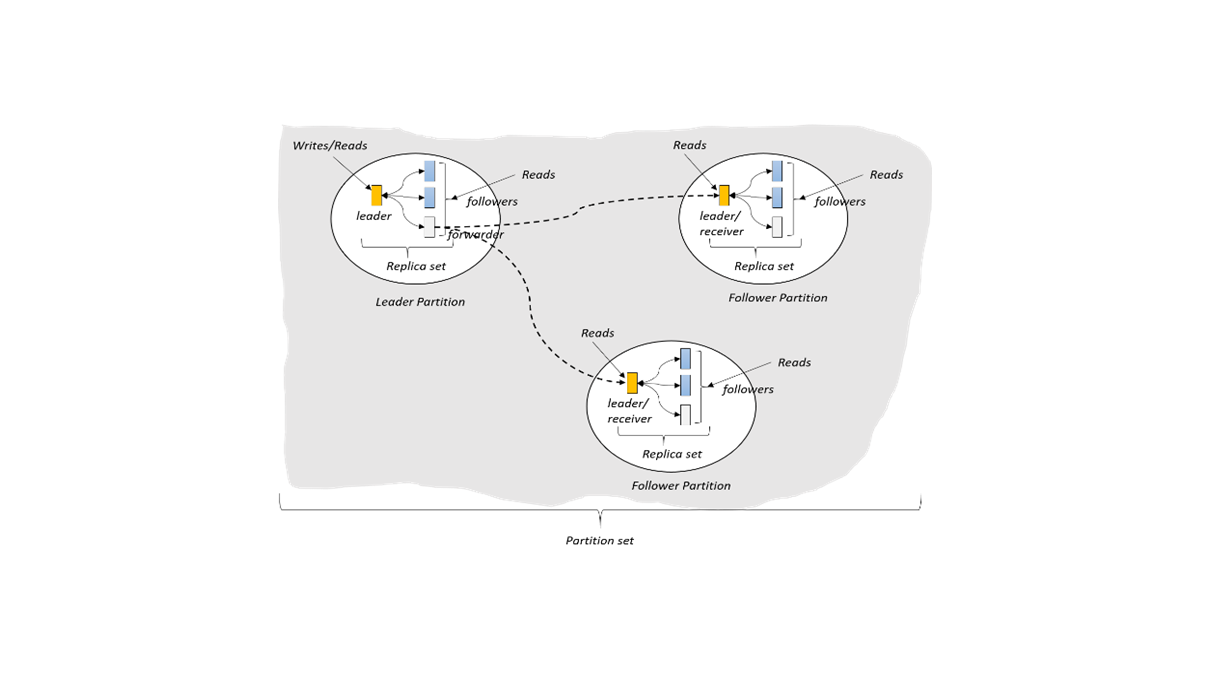 Writes/Reads
Reads
leader
followers
forwarder
Replica set
Leader Partition
Reads
Reads
leader/
receiver
followers
Replica set
Follower Partition
Reads
Reads
leader/
receiver
followers
Replica set
Follower Partition
Partition set